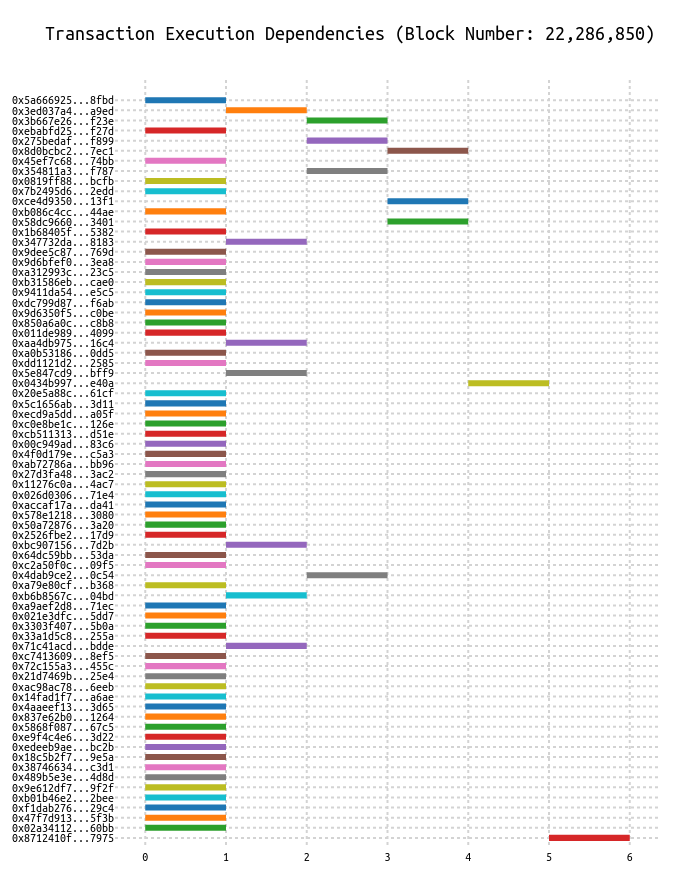 Transaction Execution Dependencies (Block Number: 22,286,850)
0x5a666925...8fbd
0x3ed037a4...a9ed
0x3b667e26...f23e
0xebabfd25...f27d
0x275bedaf...f899
0x8d0bcbc2...7ec1
0x45ef7c68...74bb
0x354811a3...f787
0x0819ff88...bcfb
0x7b2495d6...2edd
0xce4d9350...13f1
0xb086c4cc...44ae
0x58dc9660...3401
0x1b68405f...5382
0x347732da...8183
0x9dee5c87...769d
0x9d6bfef0...3ea8
0xa312993c...23c5
0xb31586eb...cae0
0x9411da54...e5c5
0xdc799d87...f6ab
0x9d6350f5...c0be
0x850a6a0c...c8b8
0x011de989...4099
0xaa4db975...16c4
0xa0b53186...0dd5
0xdd1121d2...2585
0x5e847cd9...bff9
0x0434b997...e40a
0x20e5a88c...61cf
0x5c1656ab...3d11
0xecd9a5dd...a05f
0xc0e8be1c...126e
0xcb511313...d51e
0x00c949ad...83c6
0x4f0d179e...c5a3
0xab72786a...bb96
0x27d3fa48...3ac2
0x11276c0a...4ac7
0x026d0306...71e4
0xaccaf17a...da41
0x578e1218...3080
0x50a72876...3a20
0x2526fbe2...17d9
0xbc907156...7d2b
0x64dc59bb...53da
0xc2a50f0c...09f5
0x4dab9ce2...0c54
0xa79e80cf...b368
0xb6b8567c...04bd
0xa9aef2d8...71ec
0x021e3dfc...5dd7
0x3303f407...5b0a
0x33a1d5c8...255a
0x71c41acd...bdde
0xc7413609...8ef5
0x72c155a3...455c
0x21d7469b...25e4
0xac98ac78...6eeb
0x14fad1f7...a6ae
0x4aaeef13...3d65
0x837e62b0...1264
0x5868f087...67c5
0xe9f4c4e6...3d22
0xedeeb9ae...bc2b
0x18c5b2f7...9e5a
0x38746634...c3d1
0x489b5e3e...4d8d
0x9e612df7...9f2f
0xb01b46e2...2bee
0xf1dab276...29c4
0x47f7d913...5f3b
0x02a34112...60bb
0x8712410f...7975
0 1 2 3 4 5 6